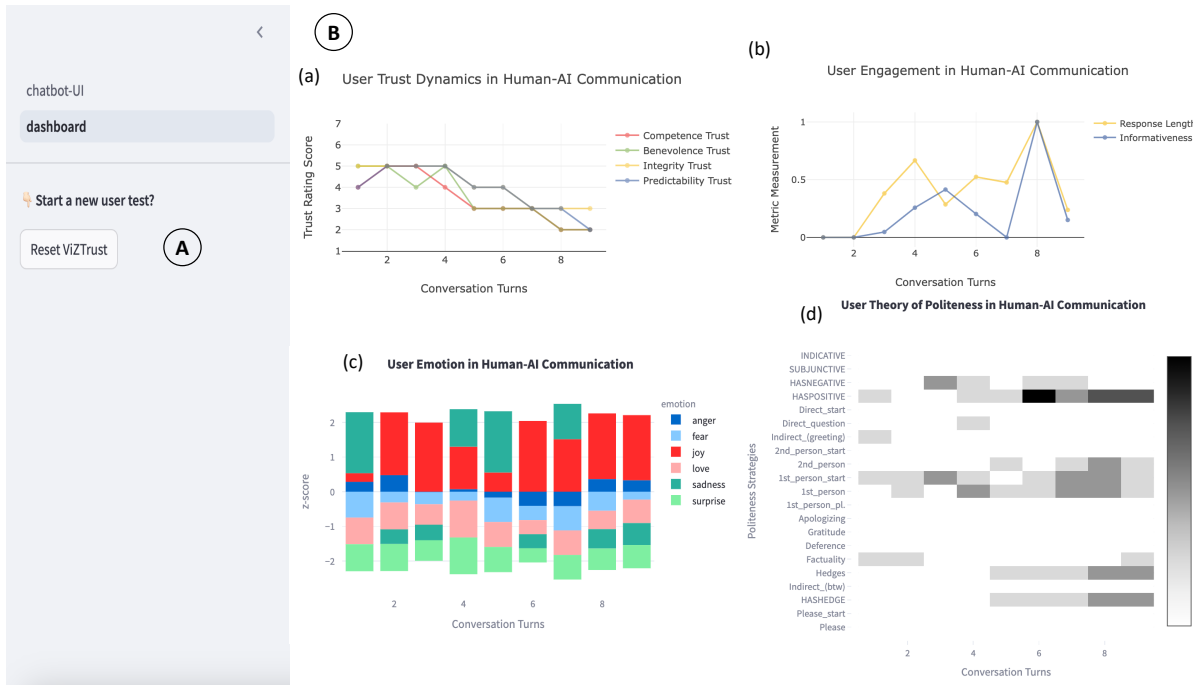 chatbot-UI
dashboard
Start a new user test?
Reset ViZTrust
A
B
(a)
User Trust Dynamics in Human-AI Communication
Trust Rating Score
7
6
5
4
3
2
1
2
4
6
8
Conversation Turns
Competence Trust
Benevolence Trust
Integrity Trust
Predictability Trust
(b)
User Engagement in Human-AI Communication
Metric Measurement
1
0.5
0
2
4
6
8
Conversation Turns
Response Length
Informativeness
(c)
User Emotion in Human-AI Communication
z-score
2
1
0
−1
−2
2
4
6
8
Conversation Turns
emotion
anger
fear
joy
love
sadness
surprise
(d)
User Theory of Politeness in Human-AI Communication
Politeness Strategies
INDICATIVE
SUBJUNCTIVE
HASNEGATIVE
HASPOSITIVE
Direct_start
Direct_question
Indirect_(greeting)
2nd_person_start
2nd_person
1st_person_start
1st_person
1st_person_pl.
Apologizing
Gratitude
Deference
Factuality
Hedges
Indirect_(btw)
HASHEDGE
Please_start
Please
2
4
6
8
Conversation Turns